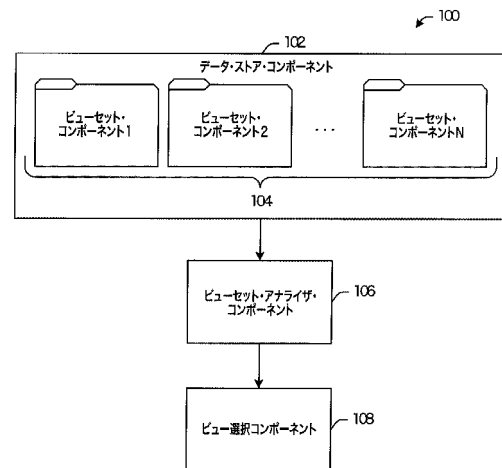 100
102
データ・ストア・コンポーネント
ビューセット・
コンポーネント1
ビューセット・
コンポーネント2
...
ビューセット・
コンポーネントN
104
ビューセット・アナライザ・
コンポーネント
106
ビュー選択コンポーネント
108